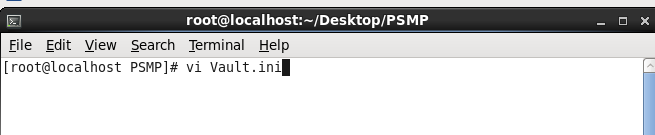 root@localhost:~/Desktop/PSMP
File Edit View Search Terminal Help
[root@localhost PSMP]# vi Vault.ini